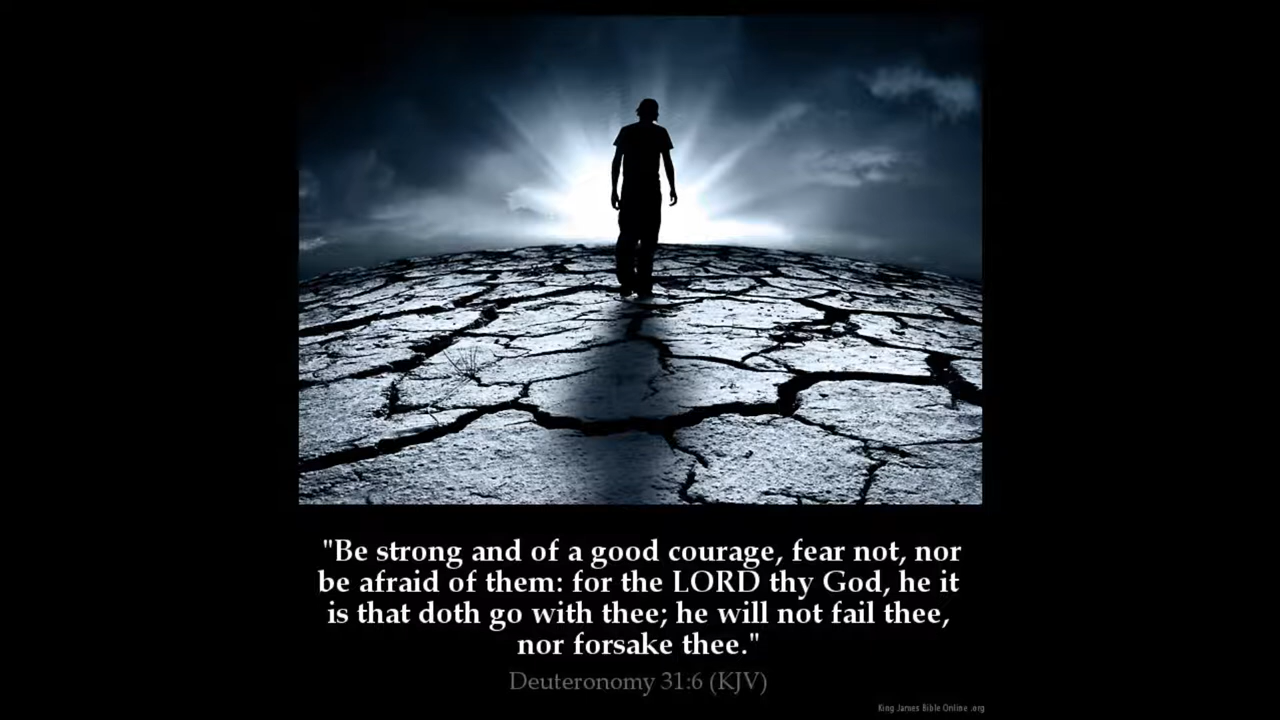 "Be strong and of a good courage, fear not, nor
be afraid of them: for the LORD thy God, he it
is that doth go with thee; he will not fail thee,
nor forsake thee."
Deuteronomy 31:6 (KJV)
King James Bible Online .org